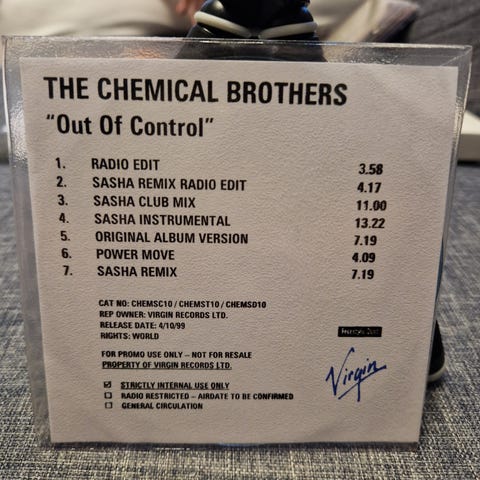 THE CHEMICAL BROTHERS
"Out Of Control"
1. RADIO EDIT 3.58
2. SASHA REMIX RADIO EDIT 4.17
3. SASHA CLUB MIX 11.00
4. SASHA INSTRUMENTAL 13.22
5. ORIGINAL ALBUM VERSION 7.19
6. POWER MOVE 4.09
7. SASHA REMIX 7.19
CAT NO: CHEMSC10 / CHEMST10 / CHEMSD10
REP OWNER: VIRGIN RECORDS LTD.
RELEASE DATE: 4/10/99
RIGHTS: WORLD
FOR PROMO USE ONLY – NOT FOR RESALE
PROPERTY OF VIRGIN RECORDS LTD.
☑ STRICTLY INTERNAL USE ONLY
☐ RADIO RESTRICTED – AIRDATE TO BE CONFIRMED
☐ GENERAL CIRCULATION
Virgin